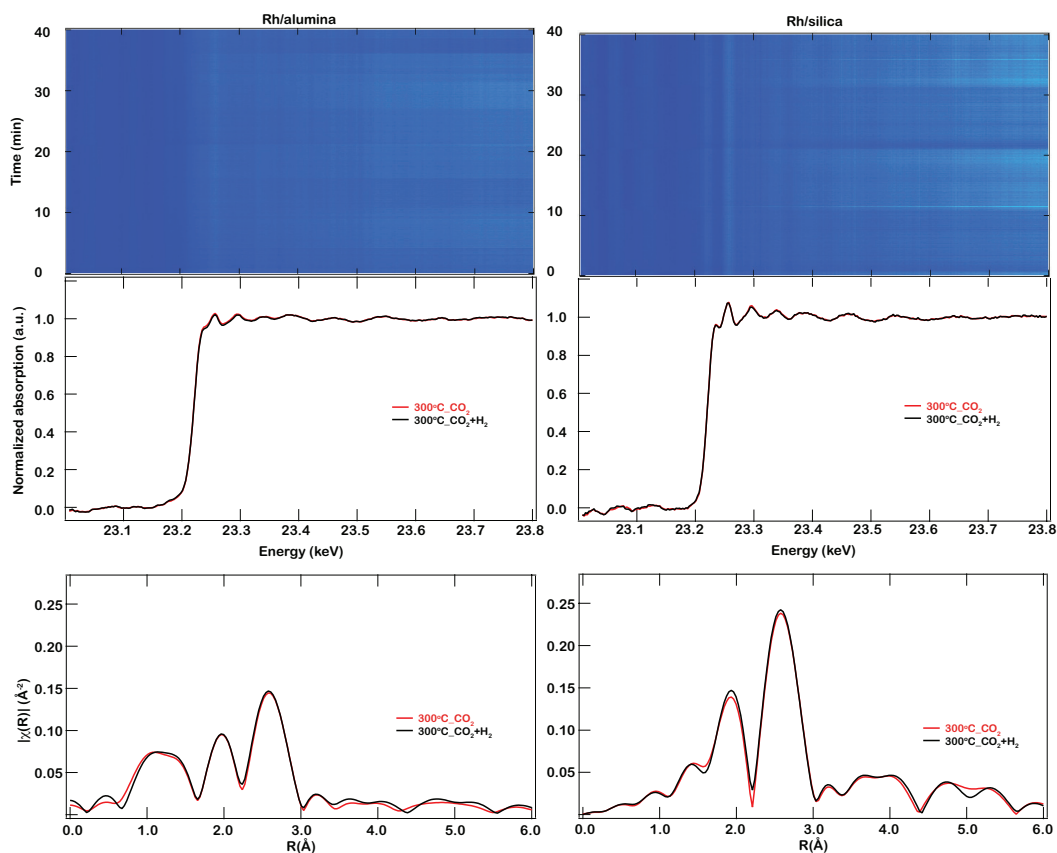 Rh/alumina
Rh/silica
Time (min)
40
30
20
10
0
40
30
20
10
0
Normalized absorption (a.u.)
1.0
0.8
0.6
0.4
0.2
0.0
300°C_CO₂
300°C_CO₂+H₂
23.1 23.2 23.3 23.4 23.5 23.6 23.7 23.8
Energy (keV)
1.0
0.8
0.6
0.4
0.2
0.0
300°C_CO₂
300°C_CO₂+H₂
23.1 23.2 23.3 23.4 23.5 23.6 23.7 23.8
Energy (keV)
|χ(R)| (Å⁻²)
0.25
0.20
0.15
0.10
0.05
300°C_CO₂
300°C_CO₂+H₂
0.0 1.0 2.0 3.0 4.0 5.0 6.0
R(Å)
0.25
0.20
0.15
0.10
0.05
300°C_CO₂
300°C_CO₂+H₂
0.0 1.0 2.0 3.0 4.0 5.0 6.0
R(Å)